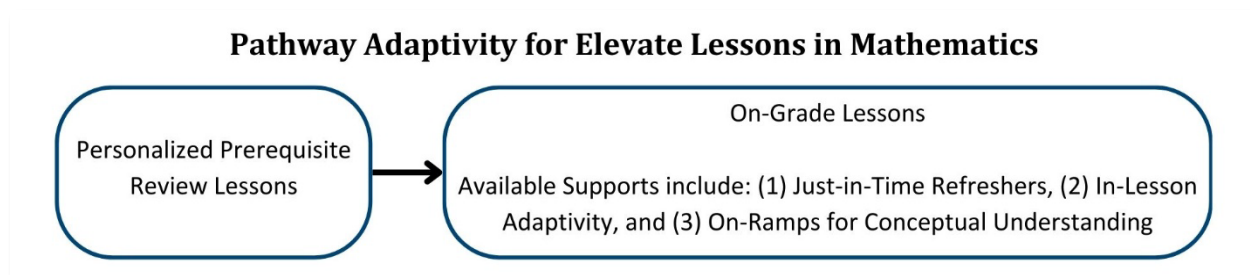 Pathway Adaptivity for Elevate Lessons in Mathematics
Personalized Prerequisite
Review Lessons
On-Grade Lessons
Available Supports include: (1) Just-in-Time Refreshers, (2) In-Lesson
Adaptivity, and (3) On-Ramps for Conceptual Understanding